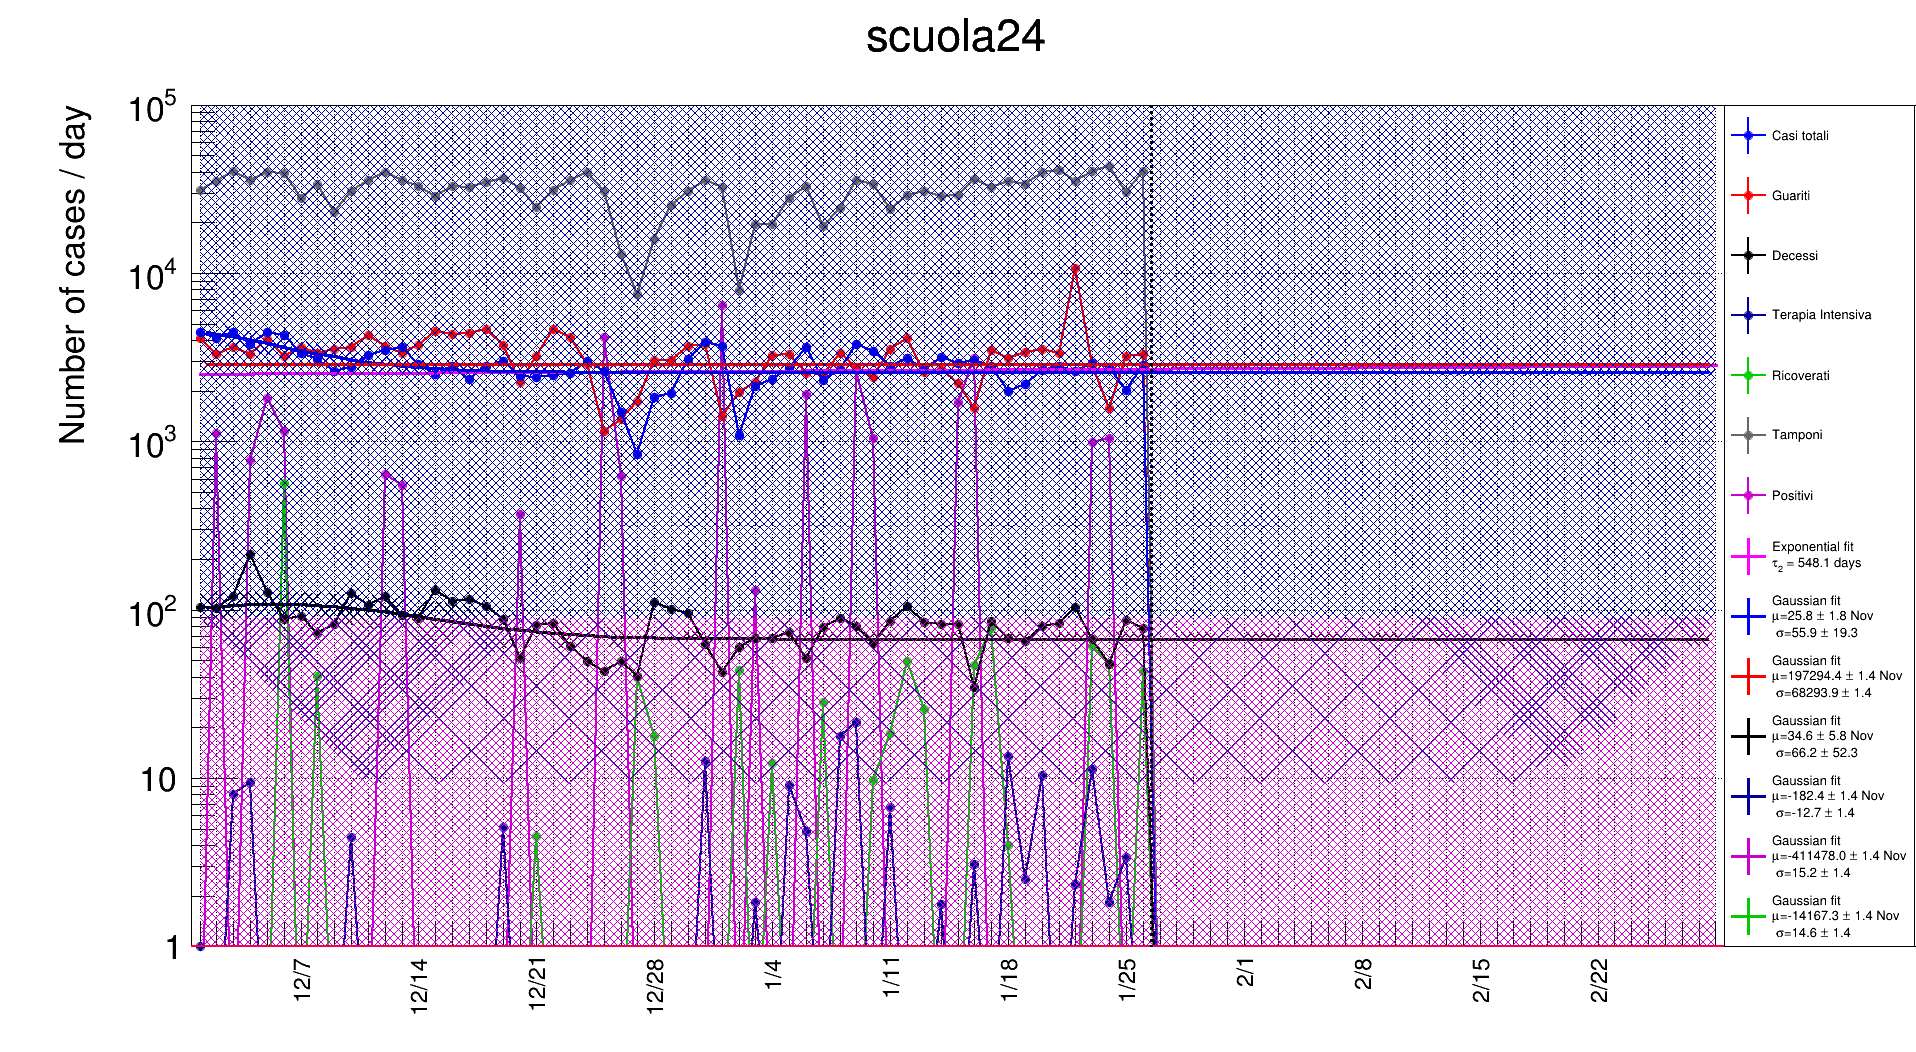 scuola24
Number of cases / day
10^5
10^4
10^3
10^2
10
1
12/7
12/14
12/21
12/28
1/4
1/11
1/18
1/25
2/1
2/8
2/15
2/22
Casi totali
Guariti
Decessi
Terapia Intensiva
Ricoverati
Tamponi
Positivi
Exponential fit
τ₂ = 548.1 days
Gaussian fit
μ=25.8 ± 1.8 Nov
σ=55.9 ± 19.3
Gaussian fit
μ=197294.4 ± 1.4 Nov
σ=68293.9 ± 1.4
Gaussian fit
μ=34.6 ± 5.8 Nov
σ=66.2 ± 52.3
Gaussian fit
μ=-182.4 ± 1.4 Nov
σ=-12.7 ± 1.4
Gaussian fit
μ=-411478.0 ± 1.4 Nov
σ=15.2 ± 1.4
Gaussian fit
μ=-14167.3 ± 1.4 Nov
σ=14.6 ± 1.4